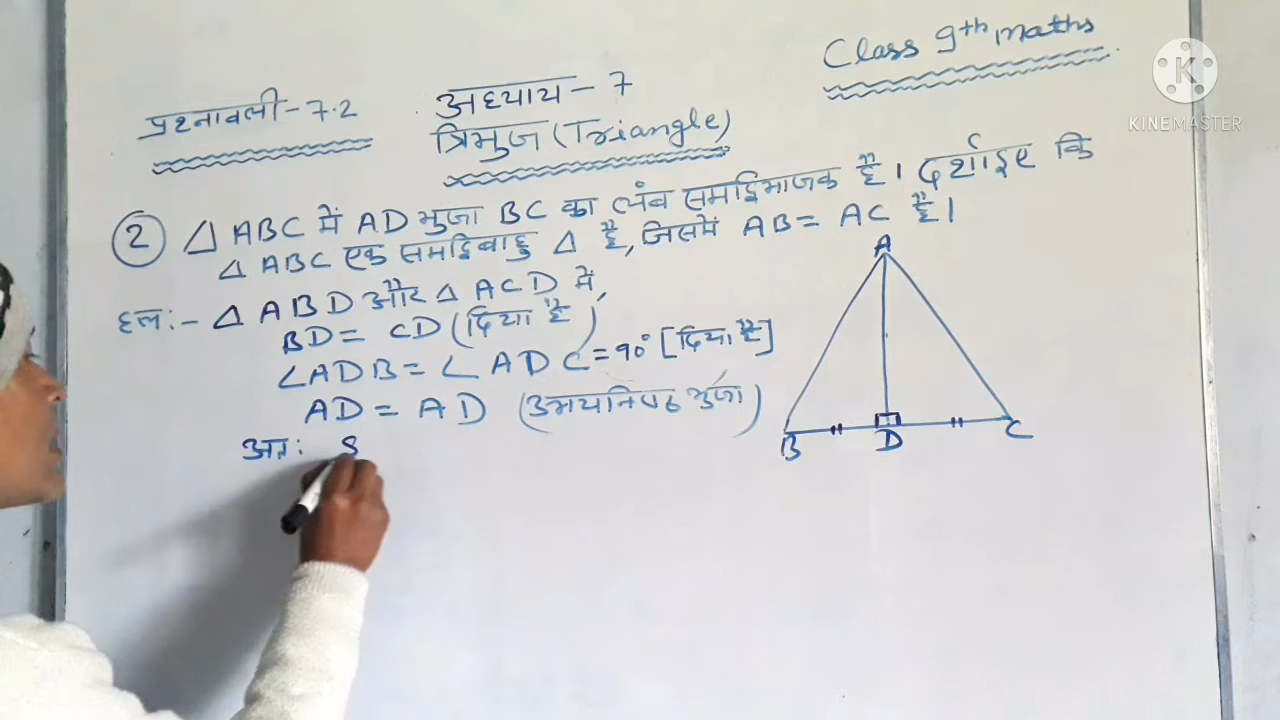 Class 9th maths
KINEMASTER
प्रश्नावली-7.2
अध्याय-7
त्रिभुज (Triangle)
② △ ABC में AD भुजा BC का लंब समद्विभाजक है। दर्शाइए कि
△ ABC एक समद्विबाहु △ है, जिसमें AB = AC है।
हल:- △ ABD और △ ACD में,
BD = CD (दिया है)
∠ADB = ∠ADC = 90° [दिया है]
AD = AD (उभयनिष्ठ भुजा)
अतः S
A
B
D
C